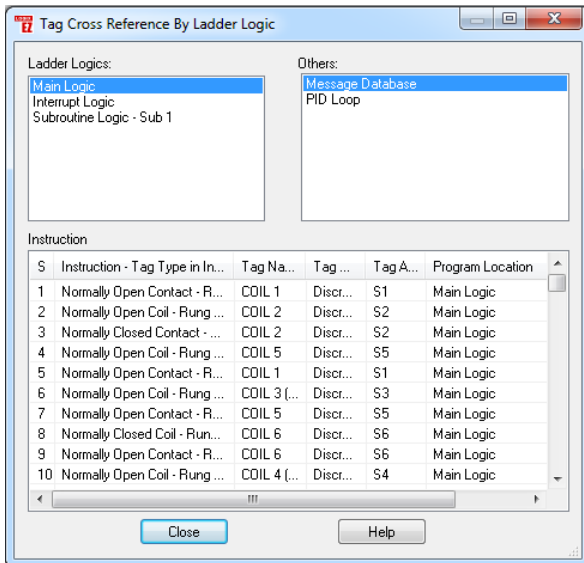 Tag Cross Reference By Ladder Logic
Ladder Logics:
Main Logic
Interrupt Logic
Subroutine Logic - Sub 1
Others:
Message Database
PID Loop
Instruction
S Instruction - Tag Type in In... Tag Na... Tag ... Tag A... Program Location
1 Normally Open Contact - R... COIL 1 Discr... S1 Main Logic
2 Normally Open Coil - Rung ... COIL 2 Discr... S2 Main Logic
3 Normally Closed Contact - ... COIL 2 Discr... S2 Main Logic
4 Normally Open Coil - Rung ... COIL 5 Discr... S5 Main Logic
5 Normally Open Contact - R... COIL 1 Discr... S1 Main Logic
6 Normally Open Coil - Rung ... COIL 3 (... Discr... S3 Main Logic
7 Normally Open Contact - R... COIL 5 Discr... S5 Main Logic
8 Normally Closed Coil - Run... COIL 6 Discr... S6 Main Logic
9 Normally Open Contact - R... COIL 6 Discr... S6 Main Logic
10 Normally Open Coil - Rung ... COIL 4 (... Discr... S4 Main Logic
Close
Help